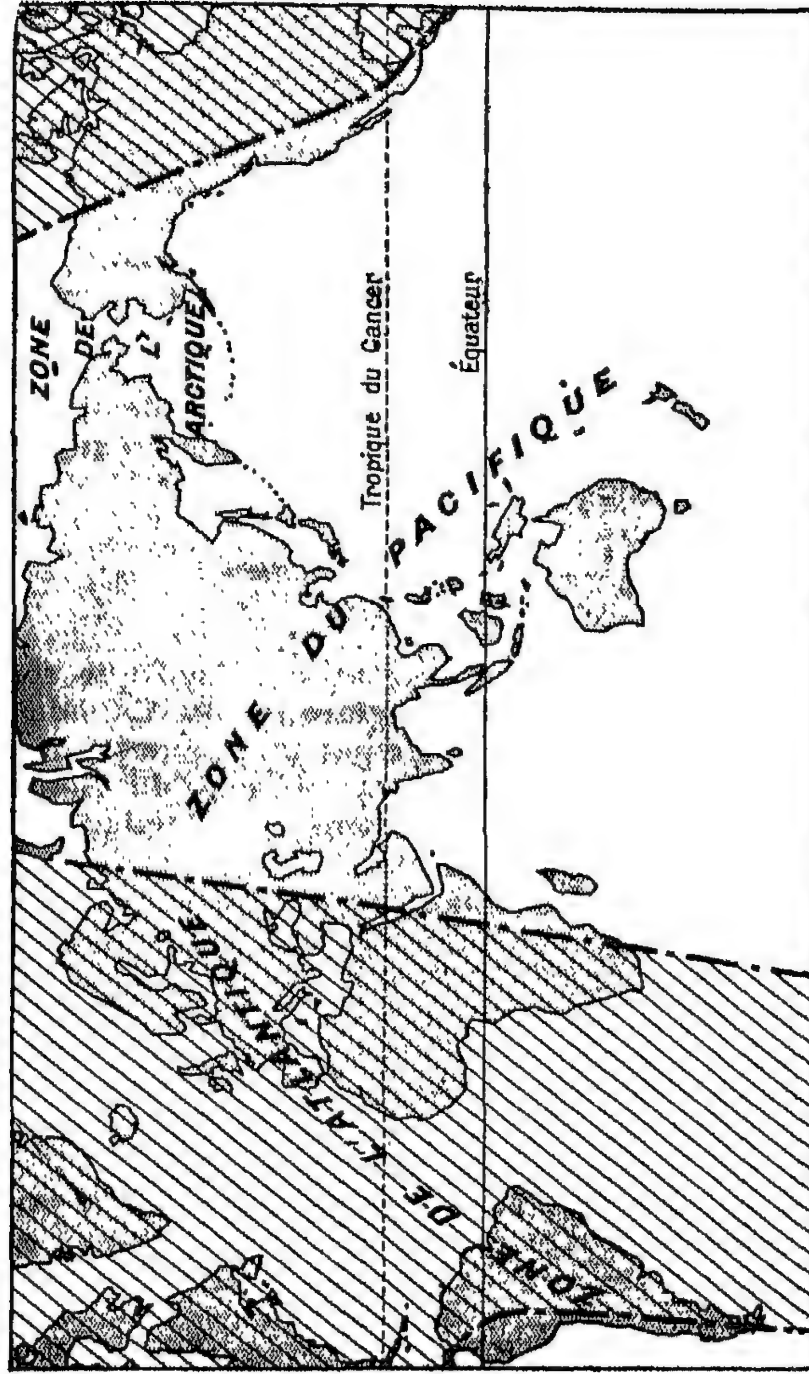 ZONE
DE
L'
ARCTIQUE
Tropique du Cancer
Équateur
ZONE DU PACIFIQUE
ZONE DE L'ATLANTIQUE